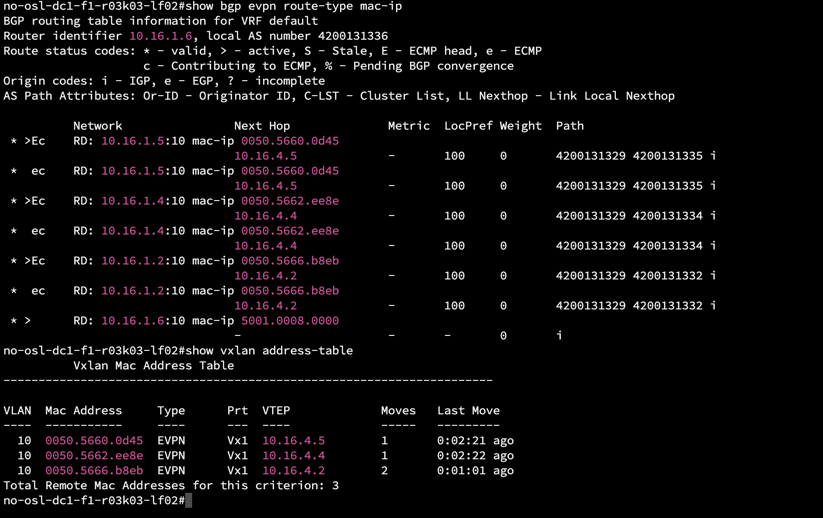 no-osl-dc1-f1-r03k03-lf02#show bgp evpn route-type mac-ip
BGP routing table information for VRF default
Router identifier 10.16.1.6, local AS number 4200131336
Route status codes: * - valid, > - active, S - Stale, E - ECMP head, e - ECMP
                    c - Contributing to ECMP, % - Pending BGP convergence
Origin codes: i - IGP, e - EGP, ? - incomplete
AS Path Attributes: Or-ID - Originator ID, C-LST - Cluster List, LL Nexthop - Link Local Nexthop

          Network                Next Hop              Metric  LocPref Weight  Path
 * >Ec    RD: 10.16.1.5:10 mac-ip 0050.5660.0d45
                                 10.16.4.5             -       100     0       4200131329 4200131335 i
 *  ec    RD: 10.16.1.5:10 mac-ip 0050.5660.0d45
                                 10.16.4.5             -       100     0       4200131329 4200131335 i
 * >Ec    RD: 10.16.1.4:10 mac-ip 0050.5662.ee8e
                                 10.16.4.4             -       100     0       4200131329 4200131334 i
 *  ec    RD: 10.16.1.4:10 mac-ip 0050.5662.ee8e
                                 10.16.4.4             -       100     0       4200131329 4200131334 i
 * >Ec    RD: 10.16.1.2:10 mac-ip 0050.5666.b8eb
                                 10.16.4.2             -       100     0       4200131329 4200131332 i
 *  ec    RD: 10.16.1.2:10 mac-ip 0050.5666.b8eb
                                 10.16.4.2             -       100     0       4200131329 4200131332 i
 * >      RD: 10.16.1.6:10 mac-ip 5001.0008.0000
                                 -                     -       -       0       i
no-osl-dc1-f1-r03k03-lf02#show vxlan address-table
          Vxlan Mac Address Table
----------------------------------------------------------------------

VLAN  Mac Address     Type      Prt  VTEP             Moves   Last Move
----  -----------     ----      ---  ----             -----   ---------
  10  0050.5660.0d45  EVPN      Vx1  10.16.4.5        1       0:02:21 ago
  10  0050.5662.ee8e  EVPN      Vx1  10.16.4.4        1       0:02:22 ago
  10  0050.5666.b8eb  EVPN      Vx1  10.16.4.2        2       0:01:01 ago
Total Remote Mac Addresses for this criterion: 3
no-osl-dc1-f1-r03k03-lf02#